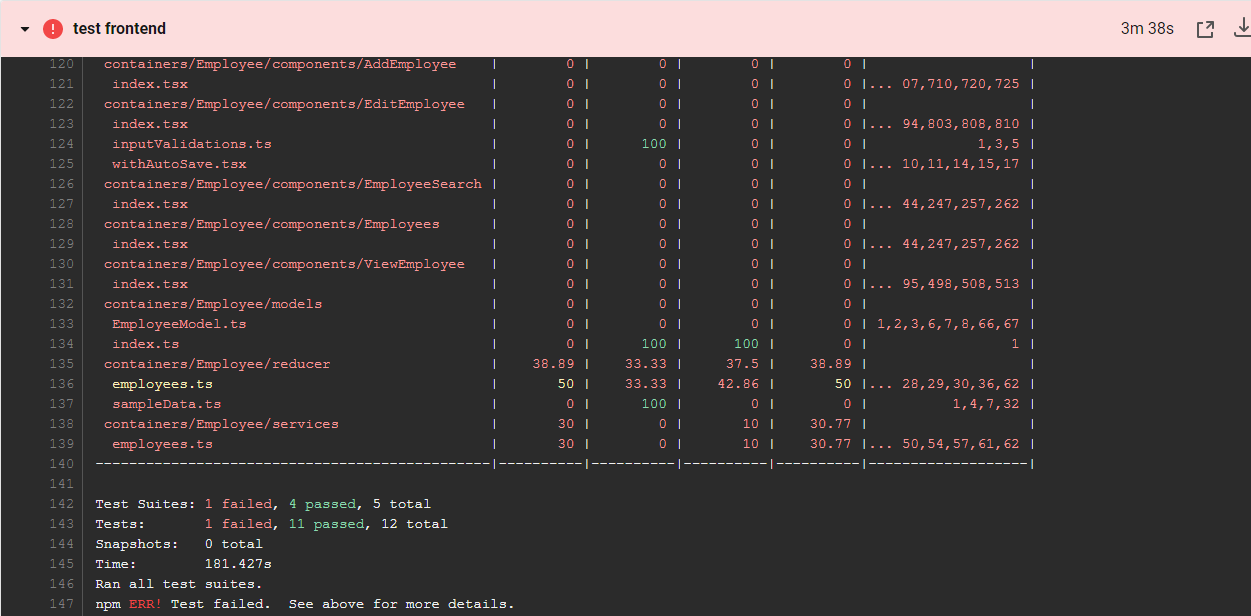 test frontend 3m 38s
120 containers/Employee/components/AddEmployee | 0 | 0 | 0 | 0 | |
121 index.tsx | 0 | 0 | 0 | 0 |... 07,710,720,725 |
122 containers/Employee/components/EditEmployee | 0 | 0 | 0 | 0 | |
123 index.tsx | 0 | 0 | 0 | 0 |... 94,803,808,810 |
124 inputValidations.ts | 0 | 100 | 0 | 0 | 1,3,5 |
125 withAutoSave.tsx | 0 | 0 | 0 | 0 |... 10,11,14,15,17 |
126 containers/Employee/components/EmployeeSearch | 0 | 0 | 0 | 0 | |
127 index.tsx | 0 | 0 | 0 | 0 |... 44,247,257,262 |
128 containers/Employee/components/Employees | 0 | 0 | 0 | 0 | |
129 index.tsx | 0 | 0 | 0 | 0 |... 44,247,257,262 |
130 containers/Employee/components/ViewEmployee | 0 | 0 | 0 | 0 | |
131 index.tsx | 0 | 0 | 0 | 0 |... 95,498,508,513 |
132 containers/Employee/models | 0 | 0 | 0 | 0 | |
133 EmployeeModel.ts | 0 | 0 | 0 | 0 | 1,2,3,6,7,8,66,67 |
134 index.ts | 0 | 100 | 100 | 0 | 1 |
135 containers/Employee/reducer | 38.89 | 33.33 | 37.5 | 38.89 | |
136 employees.ts | 50 | 33.33 | 42.86 | 50 |... 28,29,30,36,62 |
137 sampleData.ts | 0 | 100 | 0 | 0 | 1,4,7,32 |
138 containers/Employee/services | 30 | 0 | 10 | 30.77 | |
139 employees.ts | 30 | 0 | 10 | 30.77 |... 50,54,57,61,62 |
140 -----------------------------------------------|----------|----------|----------|----------|-------------------|
141
142 Test Suites: 1 failed, 4 passed, 5 total
143 Tests: 1 failed, 11 passed, 12 total
144 Snapshots: 0 total
145 Time: 181.427s
146 Ran all test suites.
147 npm ERR! Test failed. See above for more details.